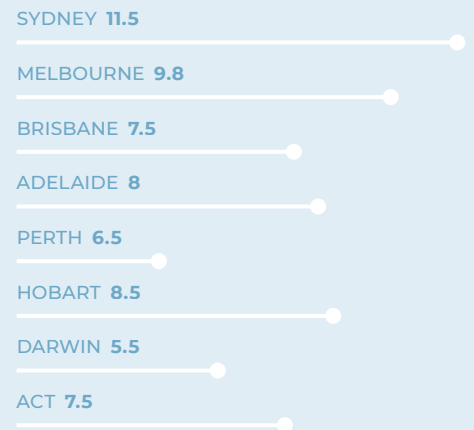 SYDNEY 11.5
MELBOURNE 9.8
BRISBANE 7.5
ADELAIDE 8
PERTH 6.5
HOBART 8.5
DARWIN 5.5
ACT 7.5